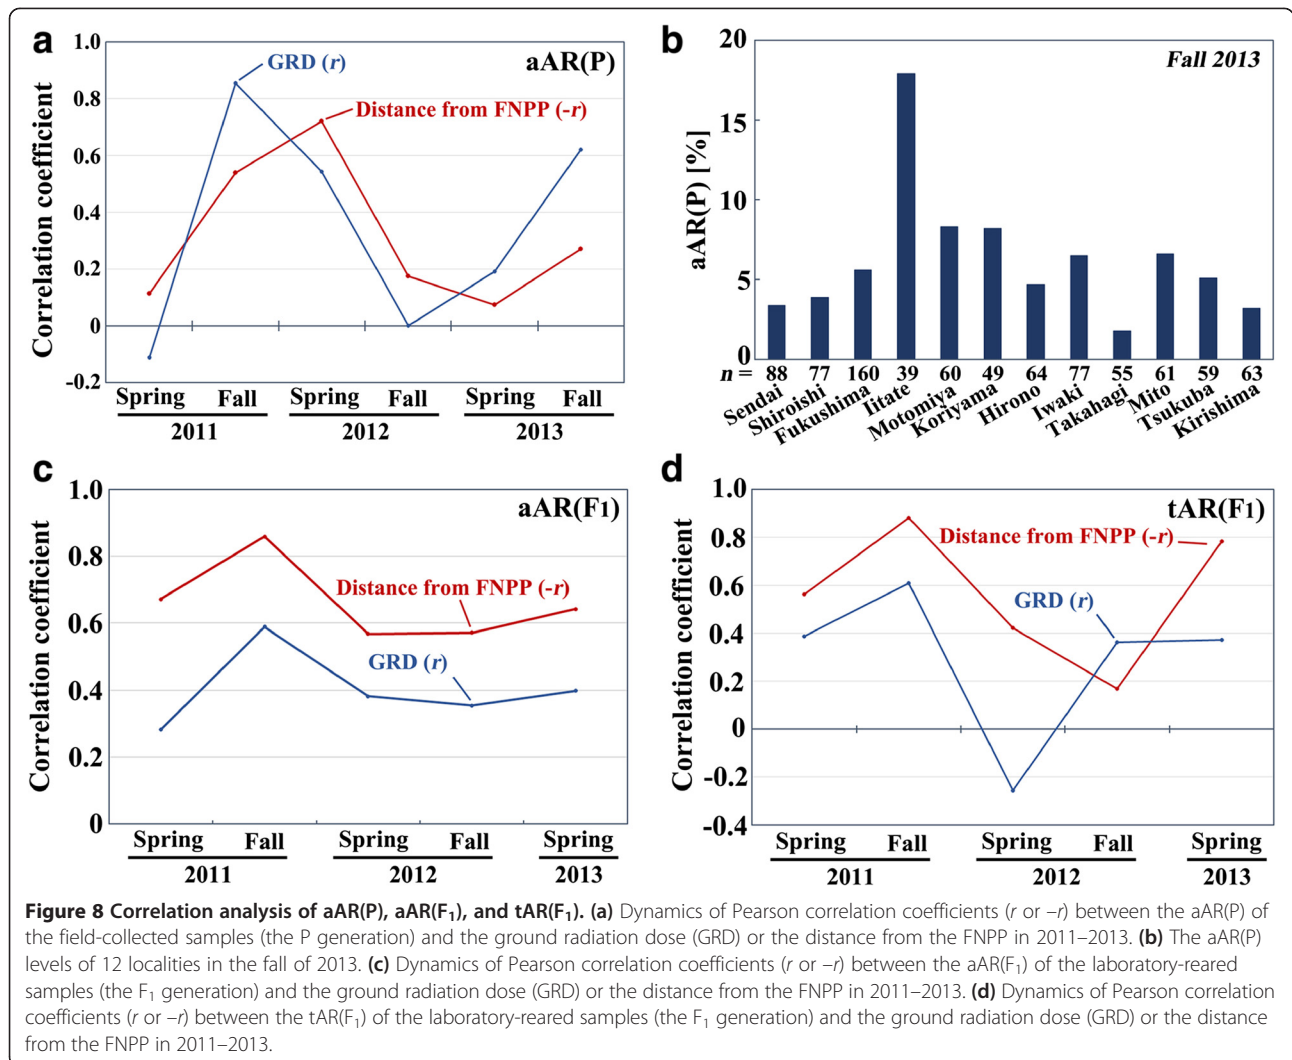 a
1.0
0.8
0.6
0.4
0.2
0
-0.2
Correlation coefficient
GRD (r)
aAR(P)
Distance from FNPP (-r)
Spring Fall Spring Fall Spring Fall
2011 2012 2013
b
20
15
10
5
0
aAR(P) [%]
Fall 2013
n = 88 77 160 39 60 49 64 77 55 61 59 63
Sendai Shiroishi Fukushima Iitate Motomiya Koriyama Hirono Iwaki Takahagi Mito Tsukuba Kirishima
c
1.0
0.8
0.6
0.4
0.2
0
Correlation coefficient
aAR(F1)
Distance from FNPP (-r)
GRD (r)
Spring Fall Spring Fall Spring
2011 2012 2013
d
1.0
0.8
0.6
0.4
0.2
0
-0.2
-0.4
Correlation coefficient
tAR(F1)
Distance from FNPP (-r)
GRD (r)
Spring Fall Spring Fall Spring
2011 2012 2013
Figure 8 Correlation analysis of aAR(P), aAR(F₁), and tAR(F₁). (a) Dynamics of Pearson correlation coefficients (r or –r) between the aAR(P) of
the field-collected samples (the P generation) and the ground radiation dose (GRD) or the distance from the FNPP in 2011–2013. (b) The aAR(P)
levels of 12 localities in the fall of 2013. (c) Dynamics of Pearson correlation coefficients (r or –r) between the aAR(F₁) of the laboratory-reared
samples (the F₁ generation) and the ground radiation dose (GRD) or the distance from the FNPP in 2011–2013. (d) Dynamics of Pearson correlation
coefficients (r or –r) between the tAR(F₁) of the laboratory-reared samples (the F₁ generation) and the ground radiation dose (GRD) or the distance
from the FNPP in 2011–2013.